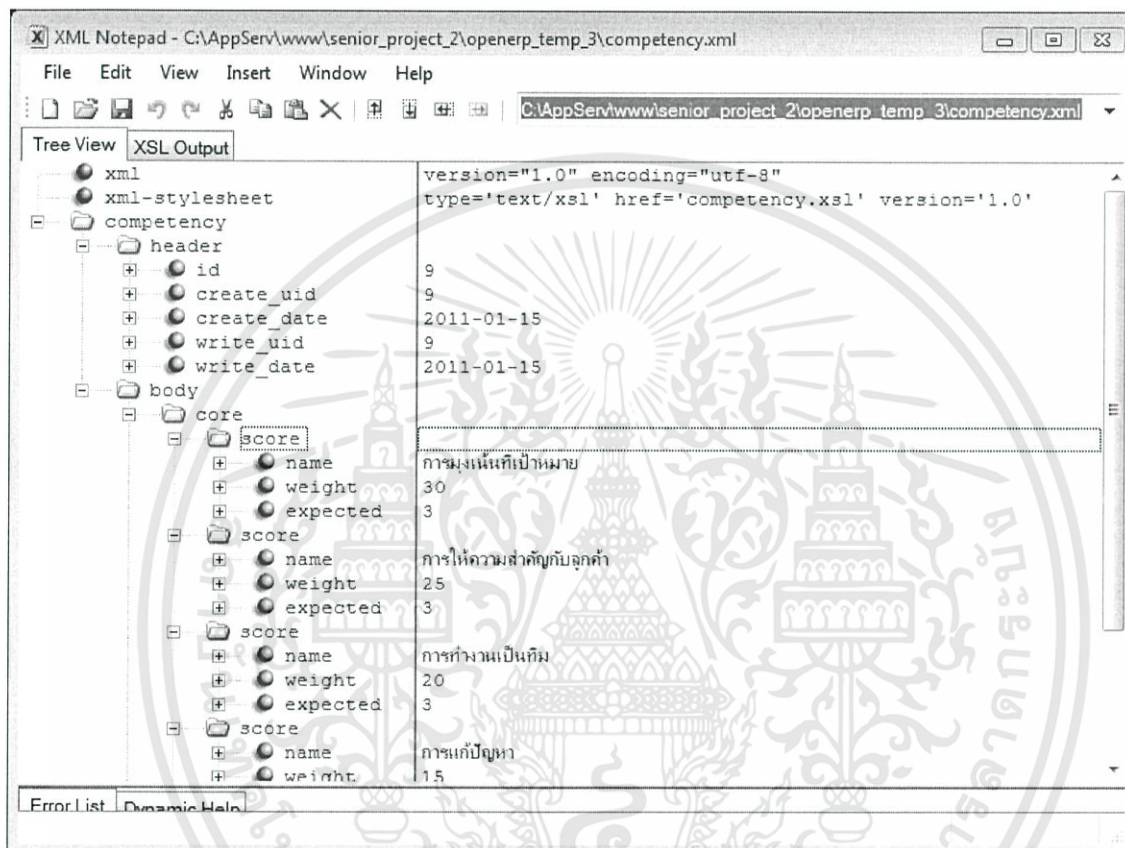 XML Notepad - C:\AppServ\www\senior_project_2\openerp_temp_3\competency.xml
File Edit View Insert Window Help
C:\AppServ\www\senior_project_2\openerp_temp_3\competency.xml
Tree View XSL Output
xml version="1.0" encoding="utf-8"
xml-stylesheet type='text/xsl' href='competency.xsl' version='1.0'
competency
header
id 9
create_uid 9
create_date 2011-01-15
write_uid 9
write_date 2011-01-15
body
core
score
name การมุ่งเน้นที่เป้าหมาย
weight 30
expected 3
score
name การให้ความสำคัญกับลูกค้า
weight 25
expected 3
score
name การทำงานเป็นทีม
weight 20
expected 3
score
name การแก้ปัญหา
weight 15
Error List Dynamic Help